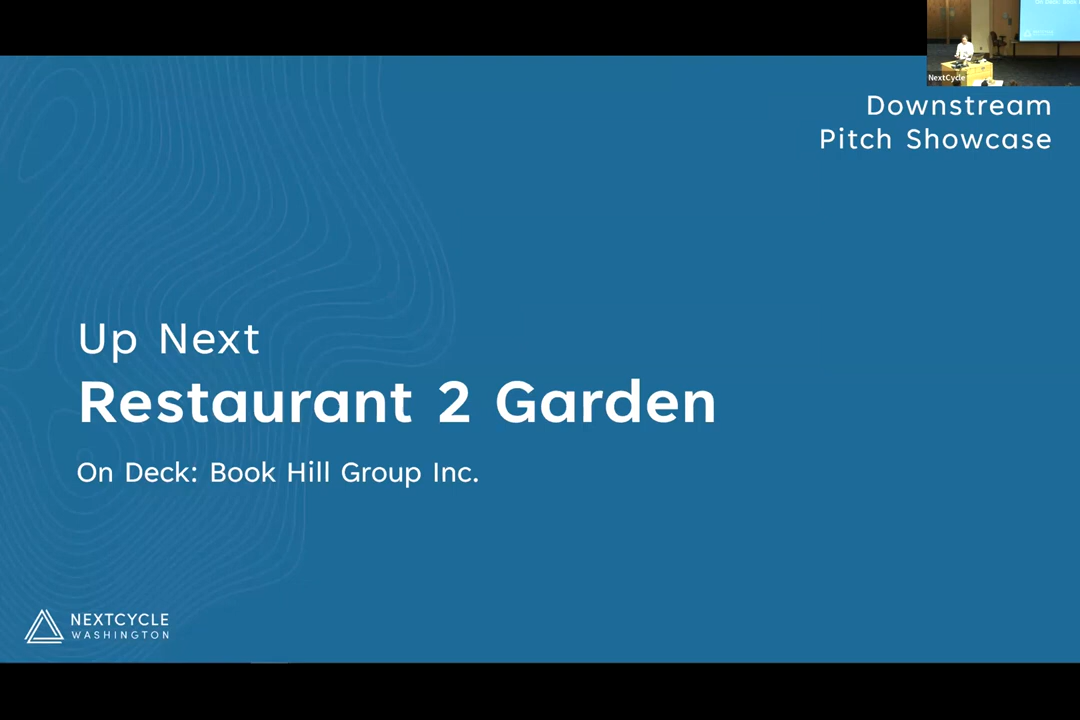 NextCycle
Downstream
Pitch Showcase
Up Next
Restaurant 2 Garden
On Deck: Book Hill Group Inc.
NEXTCYCLE
WASHINGTON